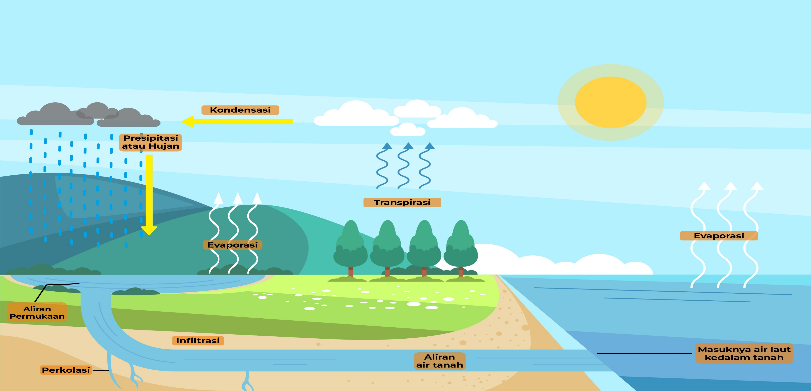 Kondensasi
Presipitasi
atau Hujan
Transpirasi
Evaporasi
Evaporasi
Aliran
Permukaan
Infiltrasi
Aliran
air tanah
Masuknya air laut
kedalam tanah
Perkolasi